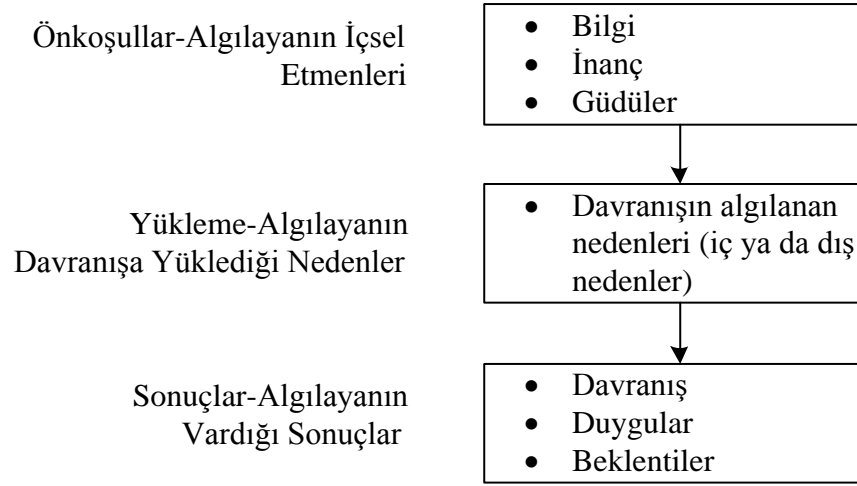 Önkoşullar-Algılayanın İçsel
Etmenleri
• Bilgi
• İnanç
• Güdüler
Yükleme-Algılayanın
Davranışa Yüklediği Nedenler
• Davranışın algılanan
nedenleri (iç ya da dış
nedenler)
Sonuçlar-Algılayanın
Vardığı Sonuçlar
• Davranış
• Duygular
• Beklentiler